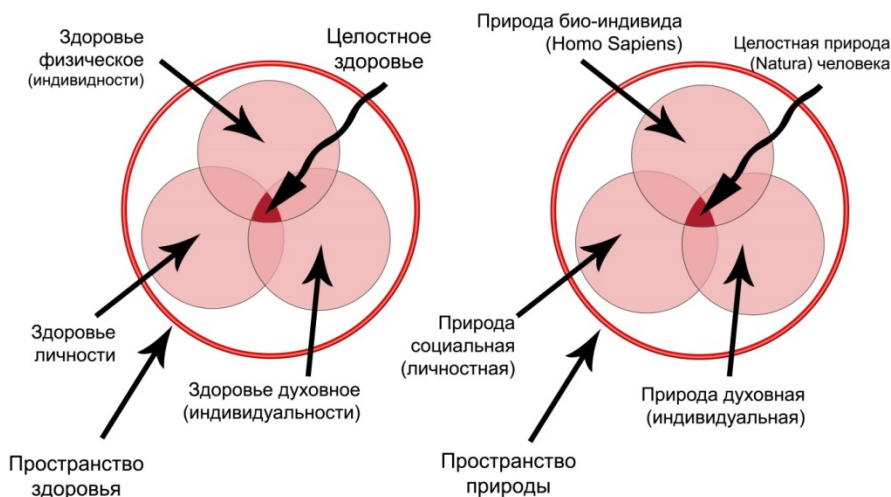 Здоровье
физическое
(индивидности)
Целостное
здоровье
Здоровье
личности
Здоровье духовное
(индивидуальности)
Пространство
здоровья
Природа био-индивида
(Homo Sapiens)
Целостная природа
(Natura) человека
Природа
социальная
(личностная)
Природа духовная
(индивидуальная)
Пространство
природы